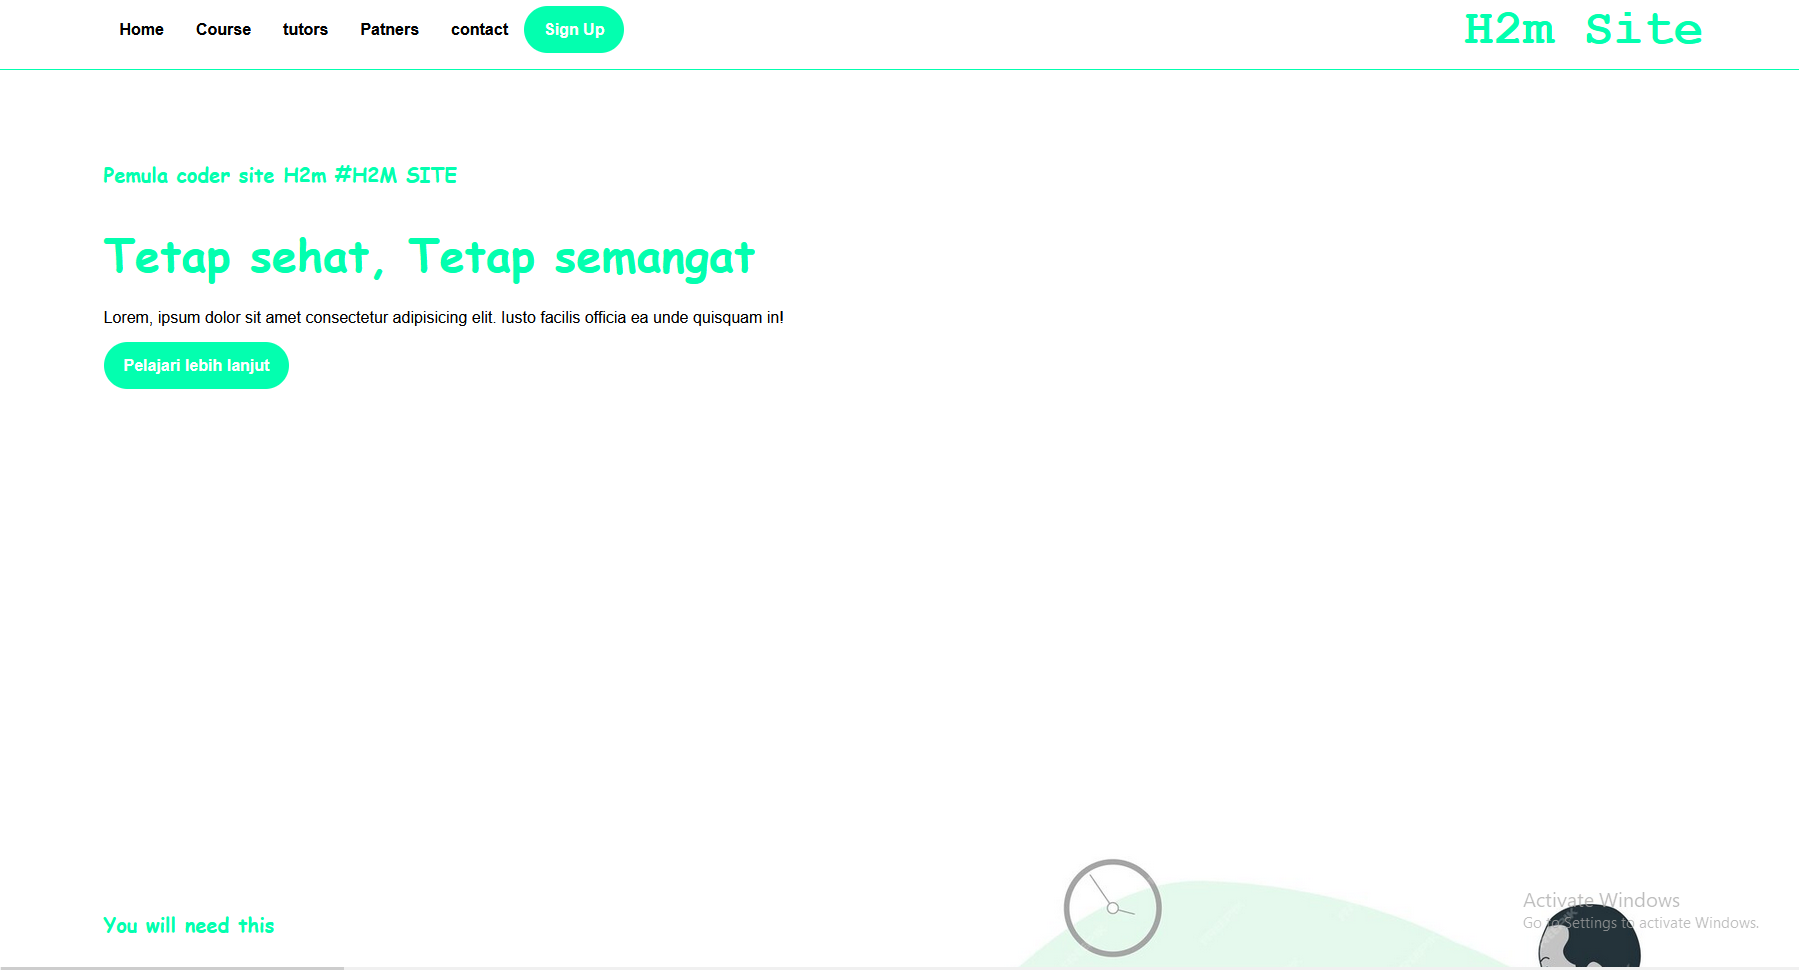 Home Course tutors Patners contact Sign Up H2m Site
Pemula coder site H2m #H2M SITE
Tetap sehat, Tetap semangat
Lorem, ipsum dolor sit amet consectetur adipisicing elit. Iusto facilis officia ea unde quisquam in!
Pelajari lebih lanjut
You will need this
Activate Windows
Go to Settings to activate Windows.